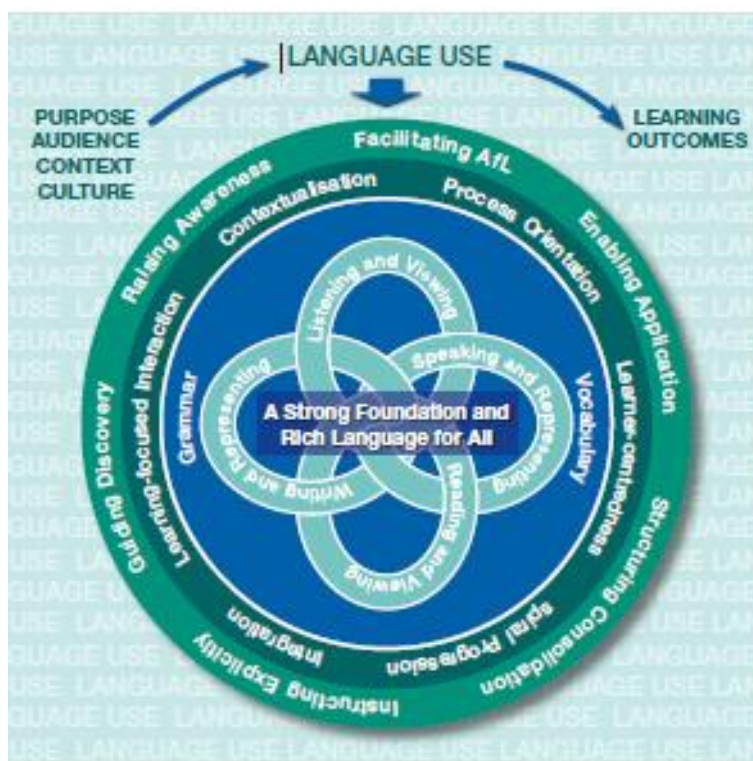 LANGUAGE USE
PURPOSE
AUDIENCE
CONTEXT
CULTURE
LEARNING
OUTCOMES
Facilitating AfL
Enabling Application
Structuring Consolidation
Instructing Explicitly
Guiding Discovery
Raising Awareness
Contextualisation
Process Orientation
Learner-centredness
Spiral Progression
Integration
Learning-focused Interaction
Grammar
Vocabulary
Listening and Viewing
Speaking and Representing
Reading and Viewing
Writing and Representing
A Strong Foundation and
Rich Language for All